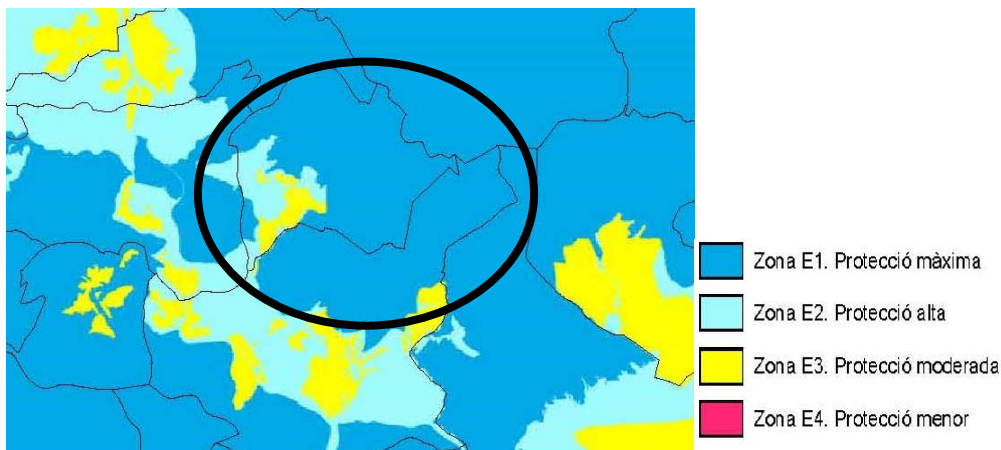 Zona E1. Protecció màxima
Zona E2. Protecció alta
Zona E3. Protecció moderada
Zona E4. Protecció menor